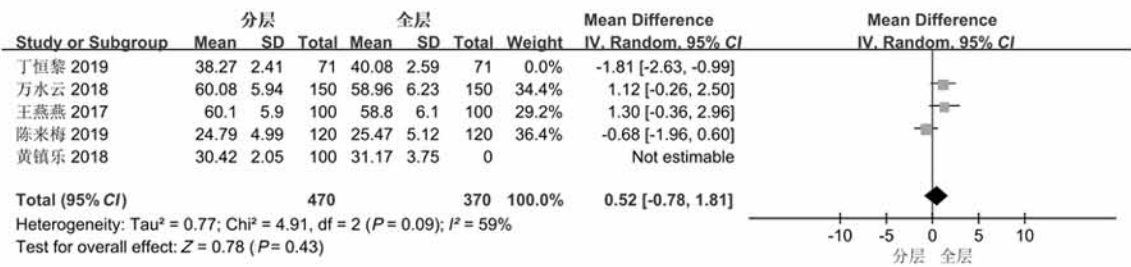 分层 全层 Mean Difference Mean Difference
Study or Subgroup Mean SD Total Mean SD Total Weight IV, Random, 95% CI IV, Random, 95% CI
丁恒黎 2019 38.27 2.41 71 40.08 2.59 71 0.0% -1.81 [-2.63, -0.99]
万水云 2018 60.08 5.94 150 58.96 6.23 150 34.4% 1.12 [-0.26, 2.50]
王燕燕 2017 60.1 5.9 100 58.8 6.1 100 29.2% 1.30 [-0.36, 2.96]
陈来梅 2019 24.79 4.99 120 25.47 5.12 120 36.4% -0.68 [-1.96, 0.60]
黄镇乐 2018 30.42 2.05 100 31.17 3.75 0 Not estimable
Total (95% CI) 470 370 100.0% 0.52 [-0.78, 1.81]
Heterogeneity: Tau² = 0.77; Chi² = 4.91, df = 2 (P = 0.09); I² = 59%
Test for overall effect: Z = 0.78 (P = 0.43)
-10 -5 0 5 10
分层 全层